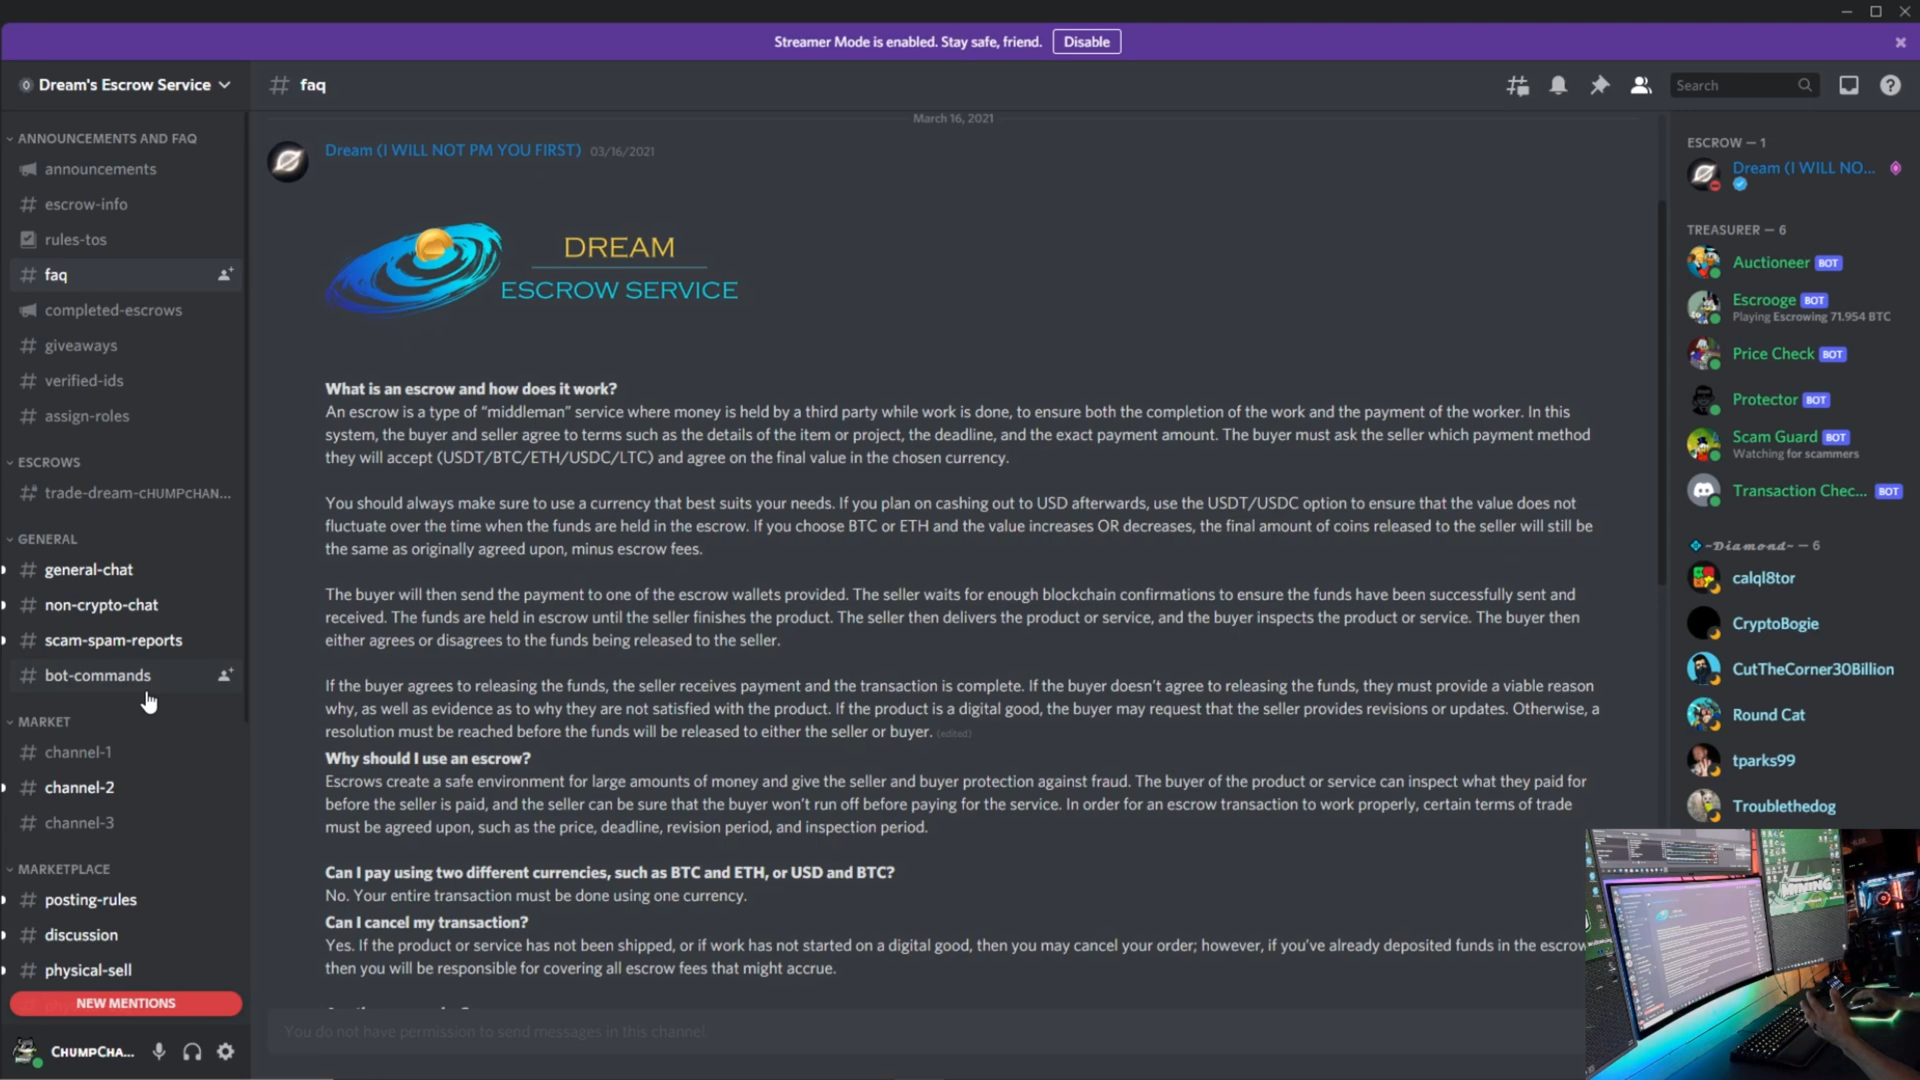 Streamer Mode is enabled. Stay safe, friend. Disable
Dream's Escrow Service
ANNOUNCEMENTS AND FAQ
announcements
escrow-info
rules-tos
faq
completed-escrows
giveaways
verified-ids
assign-roles
ESCROWS
trade-dream-CHUMPCHAN...
GENERAL
general-chat
non-crypto-chat
scam-spam-reports
bot-commands
MARKET
channel-1
channel-2
channel-3
MARKETPLACE
posting-rules
discussion
physical-sell
NEW MENTIONS
CHUMPCHA...
# faq
Search
March 16, 2021
Dream (I WILL NOT PM YOU FIRST) 03/16/2021
DREAM
ESCROW SERVICE
What is an escrow and how does it work?
An escrow is a type of “middleman” service where money is held by a third party while work is done, to ensure both the completion of the work and the payment of the worker. In this
system, the buyer and seller agree to terms such as the details of the item or project, the deadline, and the exact payment amount. The buyer must ask the seller which payment method
they will accept (USDT/BTC/ETH/USDC/LTC) and agree on the final value in the chosen currency.
You should always make sure to use a currency that best suits your needs. If you plan on cashing out to USD afterwards, use the USDT/USDC option to ensure that the value does not
fluctuate over the time when the funds are held in the escrow. If you choose BTC or ETH and the value increases OR decreases, the final amount of coins released to the seller will still be
the same as originally agreed upon, minus escrow fees.
The buyer will then send the payment to one of the escrow wallets provided. The seller waits for enough blockchain confirmations to ensure the funds have been successfully sent and
received. The funds are held in escrow until the seller finishes the product. The seller then delivers the product or service, and the buyer inspects the product or service. The buyer then
either agrees or disagrees to the funds being released to the seller.
If the buyer agrees to releasing the funds, the seller receives payment and the transaction is complete. If the buyer doesn't agree to releasing the funds, they must provide a viable reason
why, as well as evidence as to why they are not satisfied with the product. If the product is a digital good, the buyer may request that the seller provides revisions or updates. Otherwise, a
resolution must be reached before the funds will be released to either the seller or buyer. (edited)
Why should I use an escrow?
Escrows create a safe environment for large amounts of money and give the seller and buyer protection against fraud. The buyer of the product or service can inspect what they paid for
before the seller is paid, and the seller can be sure that the buyer won't run off before paying for the service. In order for an escrow transaction to work properly, certain terms of trade
must be agreed upon, such as the price, deadline, revision period, and inspection period.
Can I pay using two different currencies, such as BTC and ETH, or USD and BTC?
No. Your entire transaction must be done using one currency.
Can I cancel my transaction?
Yes. If the product or service has not been shipped, or if work has not started on a digital good, then you may cancel your order; however, if you've already deposited funds in the escrow
then you will be responsible for covering all escrow fees that might accrue.
You do not have permission to send messages in this channel.
ESCROW — 1
Dream (I WILL NO...
TREASURER — 6
Auctioneer BOT
Escrooge BOT
Playing Escrowing 71.954 BTC
Price Check BOT
Protector BOT
Scam Guard BOT
Watching for scammers
Transaction Chec... BOT
~Diamond~ — 6
calql8tor
CryptoBogie
CutTheCorner30Billion
Round Cat
tparks99
Troublethedog
MINING